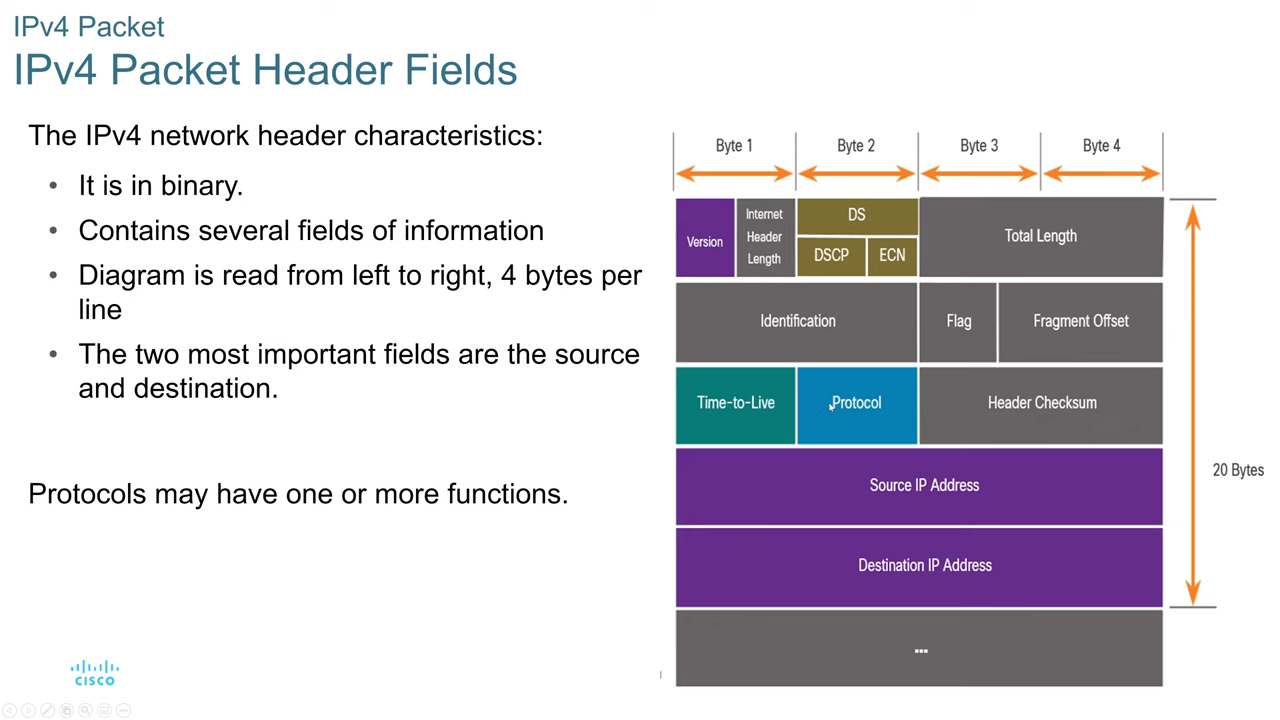 IPv4 Packet
IPv4 Packet Header Fields
The IPv4 network header characteristics:
• It is in binary.
• Contains several fields of information
• Diagram is read from left to right, 4 bytes per
line
• The two most important fields are the source
and destination.
Protocols may have one or more functions.
Byte 1
Byte 2
Byte 3
Byte 4
Version
Internet
Header
Length
DS
DSCP
ECN
Total Length
Identification
Flag
Fragment Offset
Time-to-Live
Protocol
Header Checksum
Source IP Address
Destination IP Address
...
20 Bytes
CISCO